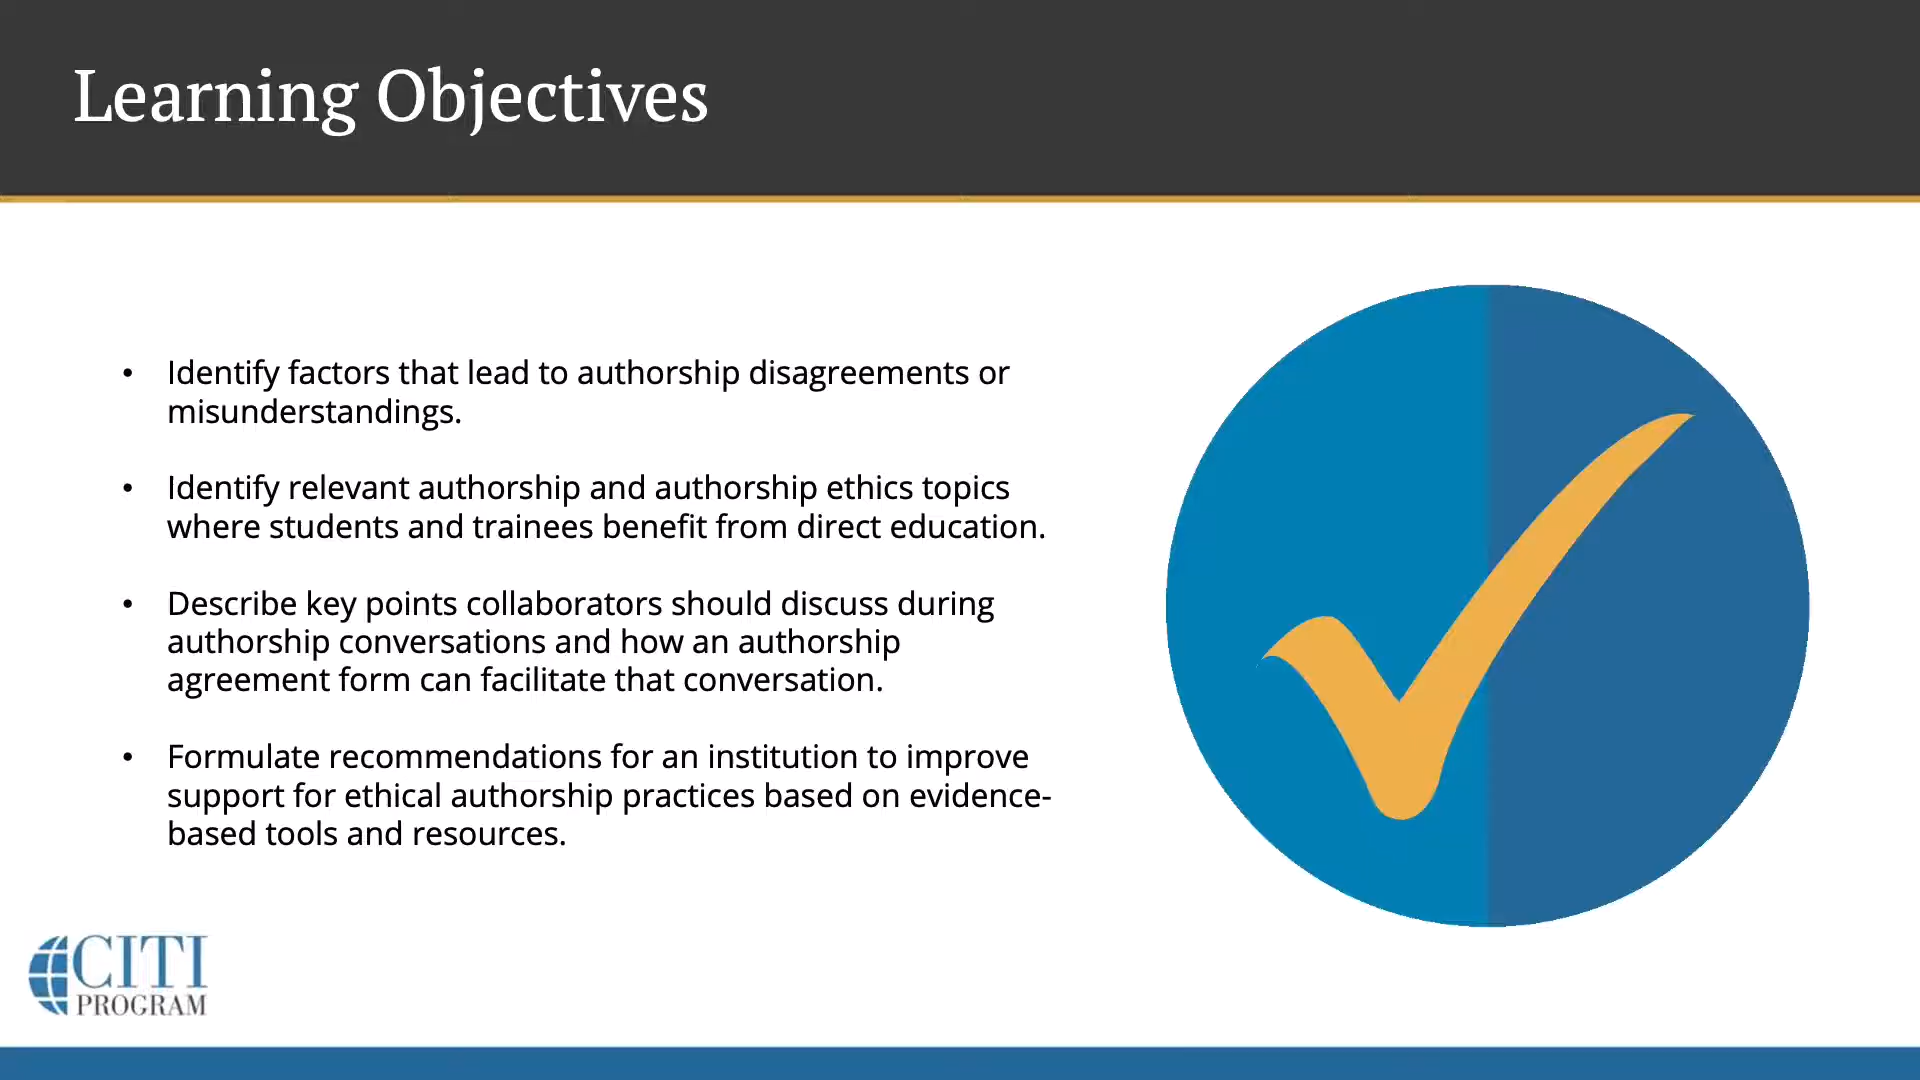 Learning Objectives
• Identify factors that lead to authorship disagreements or
misunderstandings.
• Identify relevant authorship and authorship ethics topics
where students and trainees benefit from direct education.
• Describe key points collaborators should discuss during
authorship conversations and how an authorship
agreement form can facilitate that conversation.
• Formulate recommendations for an institution to improve
support for ethical authorship practices based on evidence-
based tools and resources.
CITI
PROGRAM